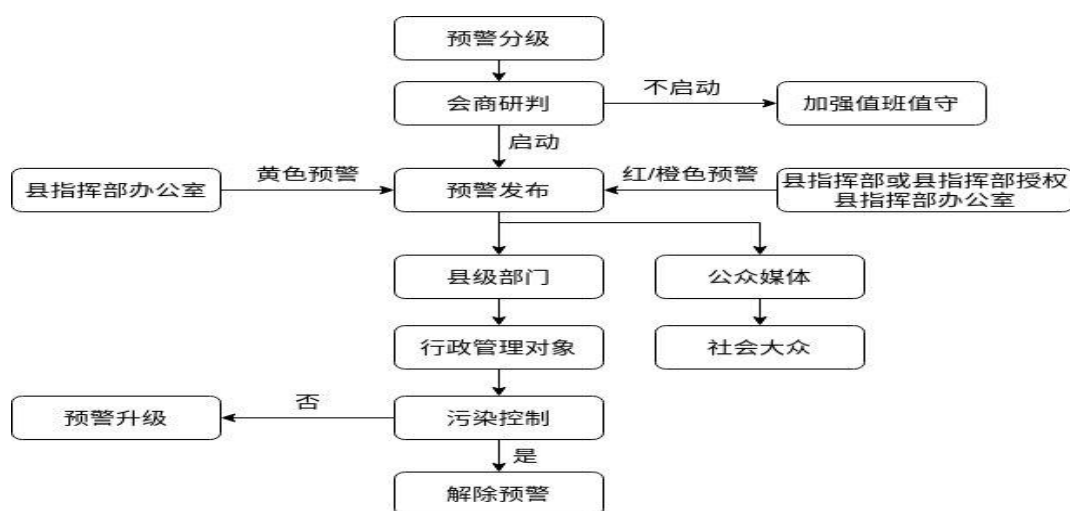 预警分级
会商研判
不启动
加强值班值守
启动
县指挥部办公室
黄色预警
预警发布
红/橙色预警
县指挥部或县指挥部授权
县指挥部办公室
县级部门
公众媒体
行政管理对象
社会大众
预警升级
否
污染控制
是
解除预警